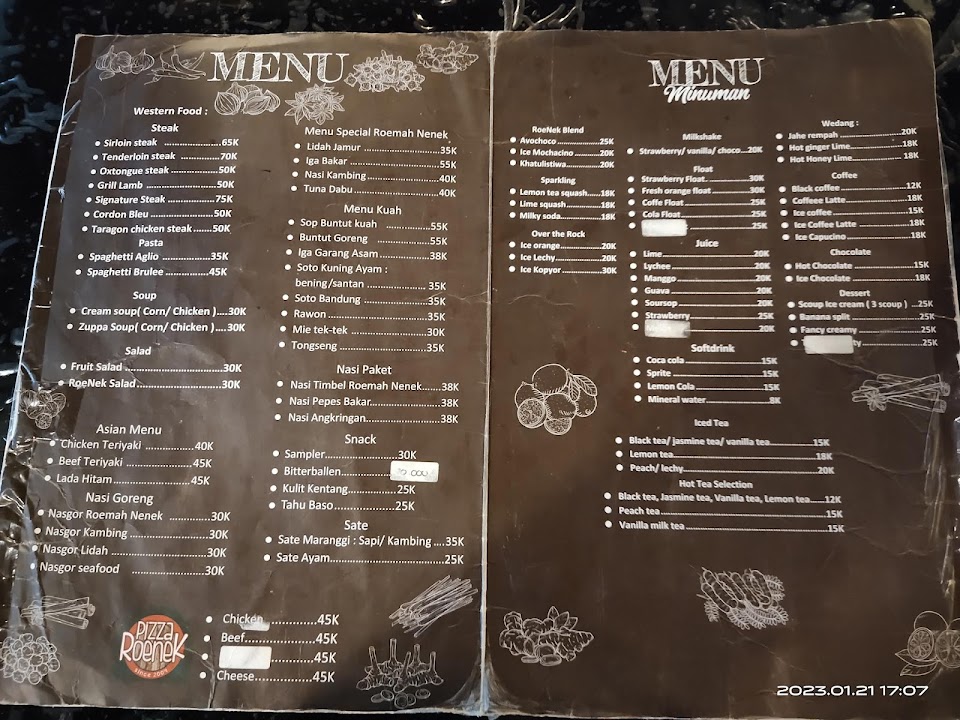 MENU
Western Food :
Steak
Sirloin steak ......................65K
Tenderloin steak ...............70K
Oxtongue steak ................50K
Grill Lamb ..........................50K
Signature Steak .................75K
Cordon Bleu .......................50K
Taragon chicken steak .......50K
Pasta
Spaghetti Aglio ..................35K
Spaghetti Brulee.................45K
Soup
Cream soup( Corn/ Chicken )....30K
Zuppa Soup( Corn/ Chicken )....30K
Salad
Fruit Salad ..........................30K
RoeNek Salad......................30K
Asian Menu
Chicken Teriyaki ................40K
Beef Teriyaki ......................45K
Lada Hitam .........................45K
Nasi Goreng
Nasgor Roemah Nenek ............30K
Nasgor Kambing .....................30K
Nasgor Lidah ..........................30K
Nasgor seafood .....................30K
PIZZA
RoeNeK
since 2009
Chicken ................45K
Beef......................45K
................45K
Cheese..................45K
Menu Special Roemah Nenek
Lidah Jamur ........................35K
Iga Bakar ............................55K
Nasi Kambing.......................40K
Tuna Dabu ..........................40K
Menu Kuah
Sop Buntut kuah ................55K
Buntut Goreng ....................55K
Iga Garang Asam..................38K
Soto Kuning Ayam :
bening/santan ....................35K
Soto Bandung .....................35K
Rawon ................................35K
Mie tek-tek .........................30K
Tongseng ............................35K
Nasi Paket
Nasi Timbel Roemah Nenek.......38K
Nasi Pepes Bakar......................38K
Nasi Angkringan.......................38K
Snack
Sampler...........................30K
Bitterballen
Kulit Kentang...................25K
Tahu Baso.......................25K
Sate
Sate Maranggi : Sapi/ Kambing ....35K
Sate Ayam..............................25K
MENU
Minuman
RoeNek Blend
Avochoco ....................25K
Ice Mochacino ............20K
Khatulistiwa................20K
Sparkling
Lemon tea squash......18K
Lime squash...............18K
Milky soda..................18K
Over the Rock
Ice orange..................20K
Ice Lechy ...................20K
Ice Kopyor .................30K
Milkshake
Strawberry/ vanilla/ choco...20K
Float
Strawberry Float..................30K
Fresh orange float ...............30K
Coffe Float ..........................25K
Cola Float ...........................25K
25K
Juice
Lime ..................................20K
Lychee ...............................20K
Manggo .............................20K
Guava ................................20K
Soursop .............................20K
Strawberry .........................25K
20K
Softdrink
Coca cola ..........................15K
Sprite ................................15K
Lemon Cola .......................15K
Mineral water.....................8K
Wedang :
Jahe rempah .....................20K
Hot ginger Lime.................18K
Hot Honey Lime ................18K
Coffee
Black coffee ......................12K
Coffeee Latte.....................18K
Ice coffee ..........................15K
Ice Coffee Latte .................18K
Ice Capucino .....................18K
Chocolate
Hot Chocolate ...................15K
Ice Chocolate ....................18K
Dessert
Scoup Ice cream ( 3 scoup ) ...25K
Banana split.......................25K
Fancy creamy ....................25K
ty...................25K
Iced Tea
Black tea/ jasmine tea/ vanilla tea...............15K
Lemon tea..................................................18K
Peach/ lechy..............................................20K
Hot Tea Selection
Black tea, Jasmine tea, Vanilla tea, Lemon tea......12K
Peach tea ..................................................15K
Vanilla milk tea ..........................................15K
2023.01.21 17:07